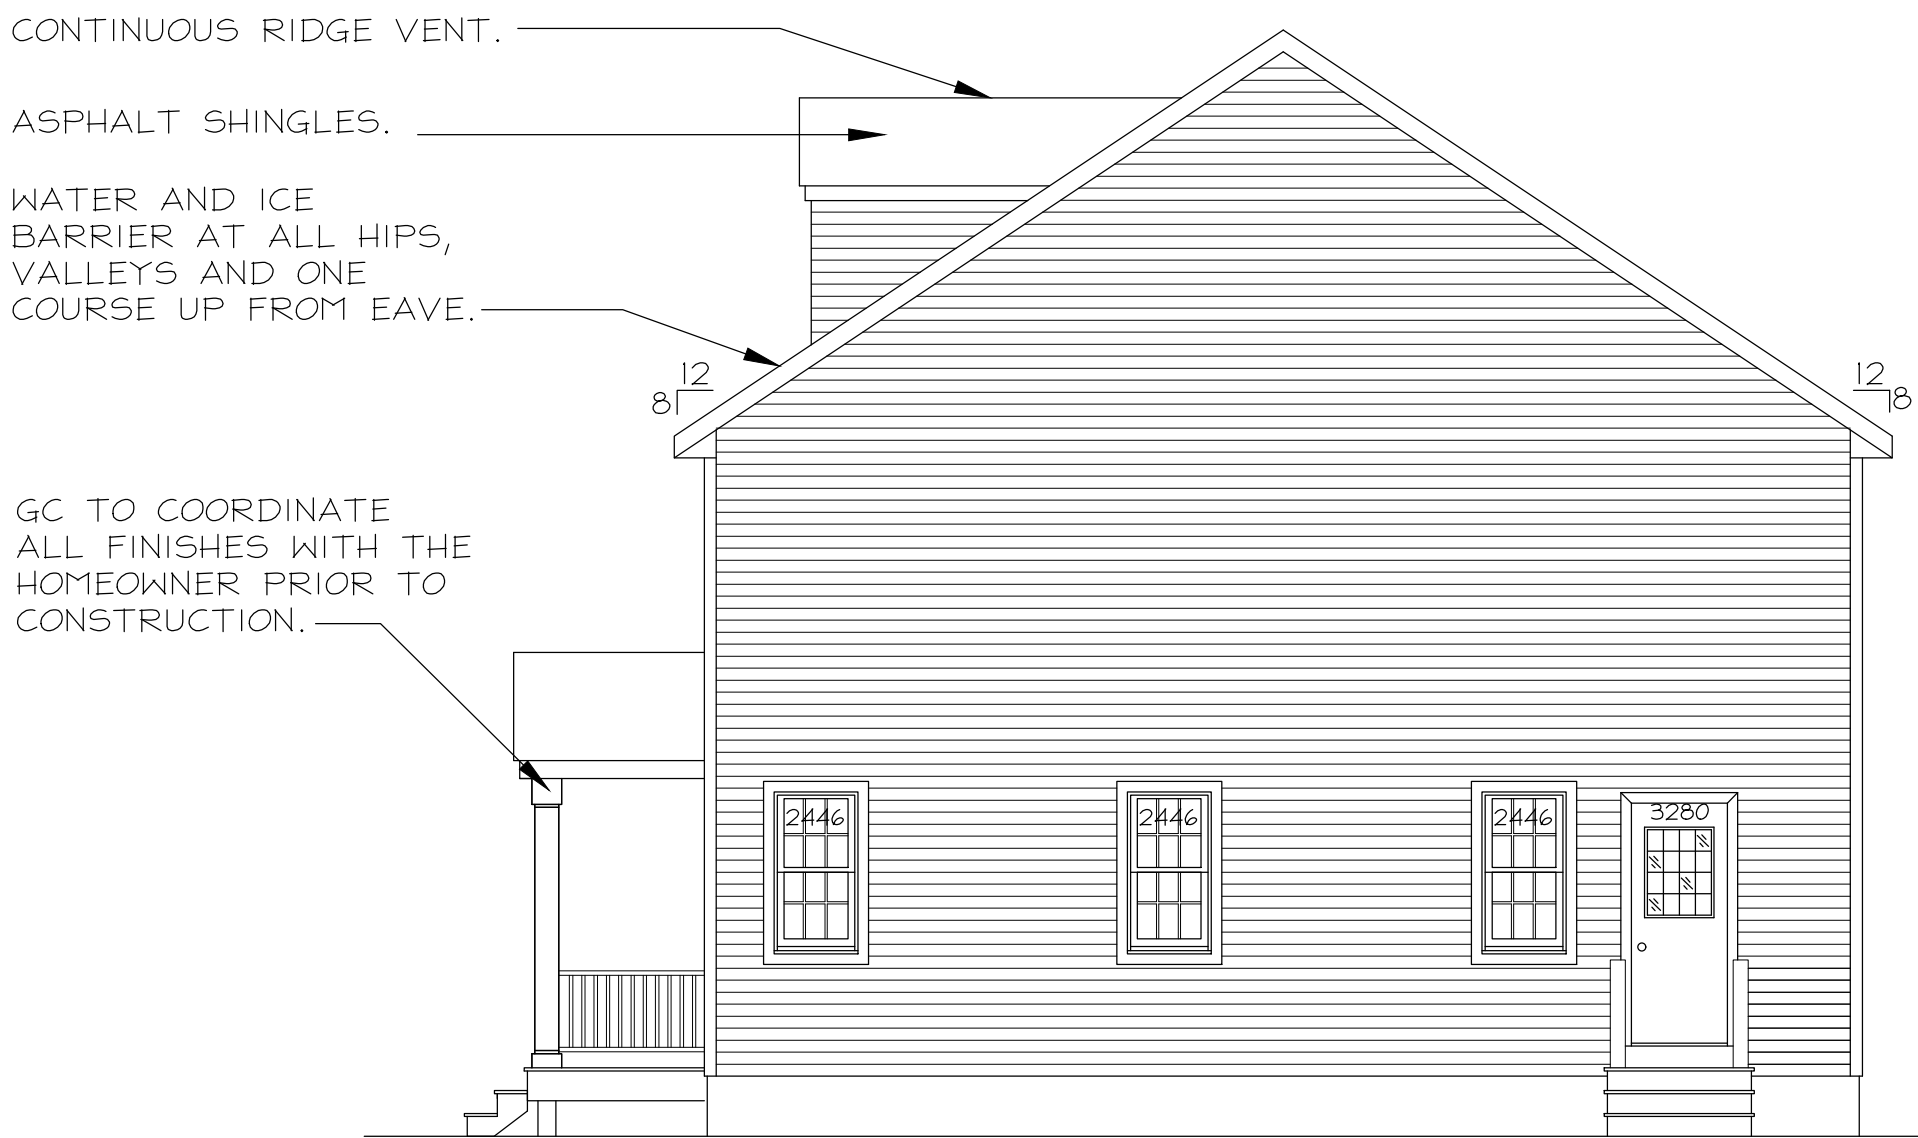 CONTINUOUS RIDGE VENT.
ASPHALT SHINGLES.
WATER AND ICE
BARRIER AT ALL HIPS,
VALLEYS AND ONE
COURSE UP FROM EAVE.
12
8
12
8
GC TO COORDINATE
ALL FINISHES WITH THE
HOMEOWNER PRIOR TO
CONSTRUCTION.
2446
2446
2446
3280